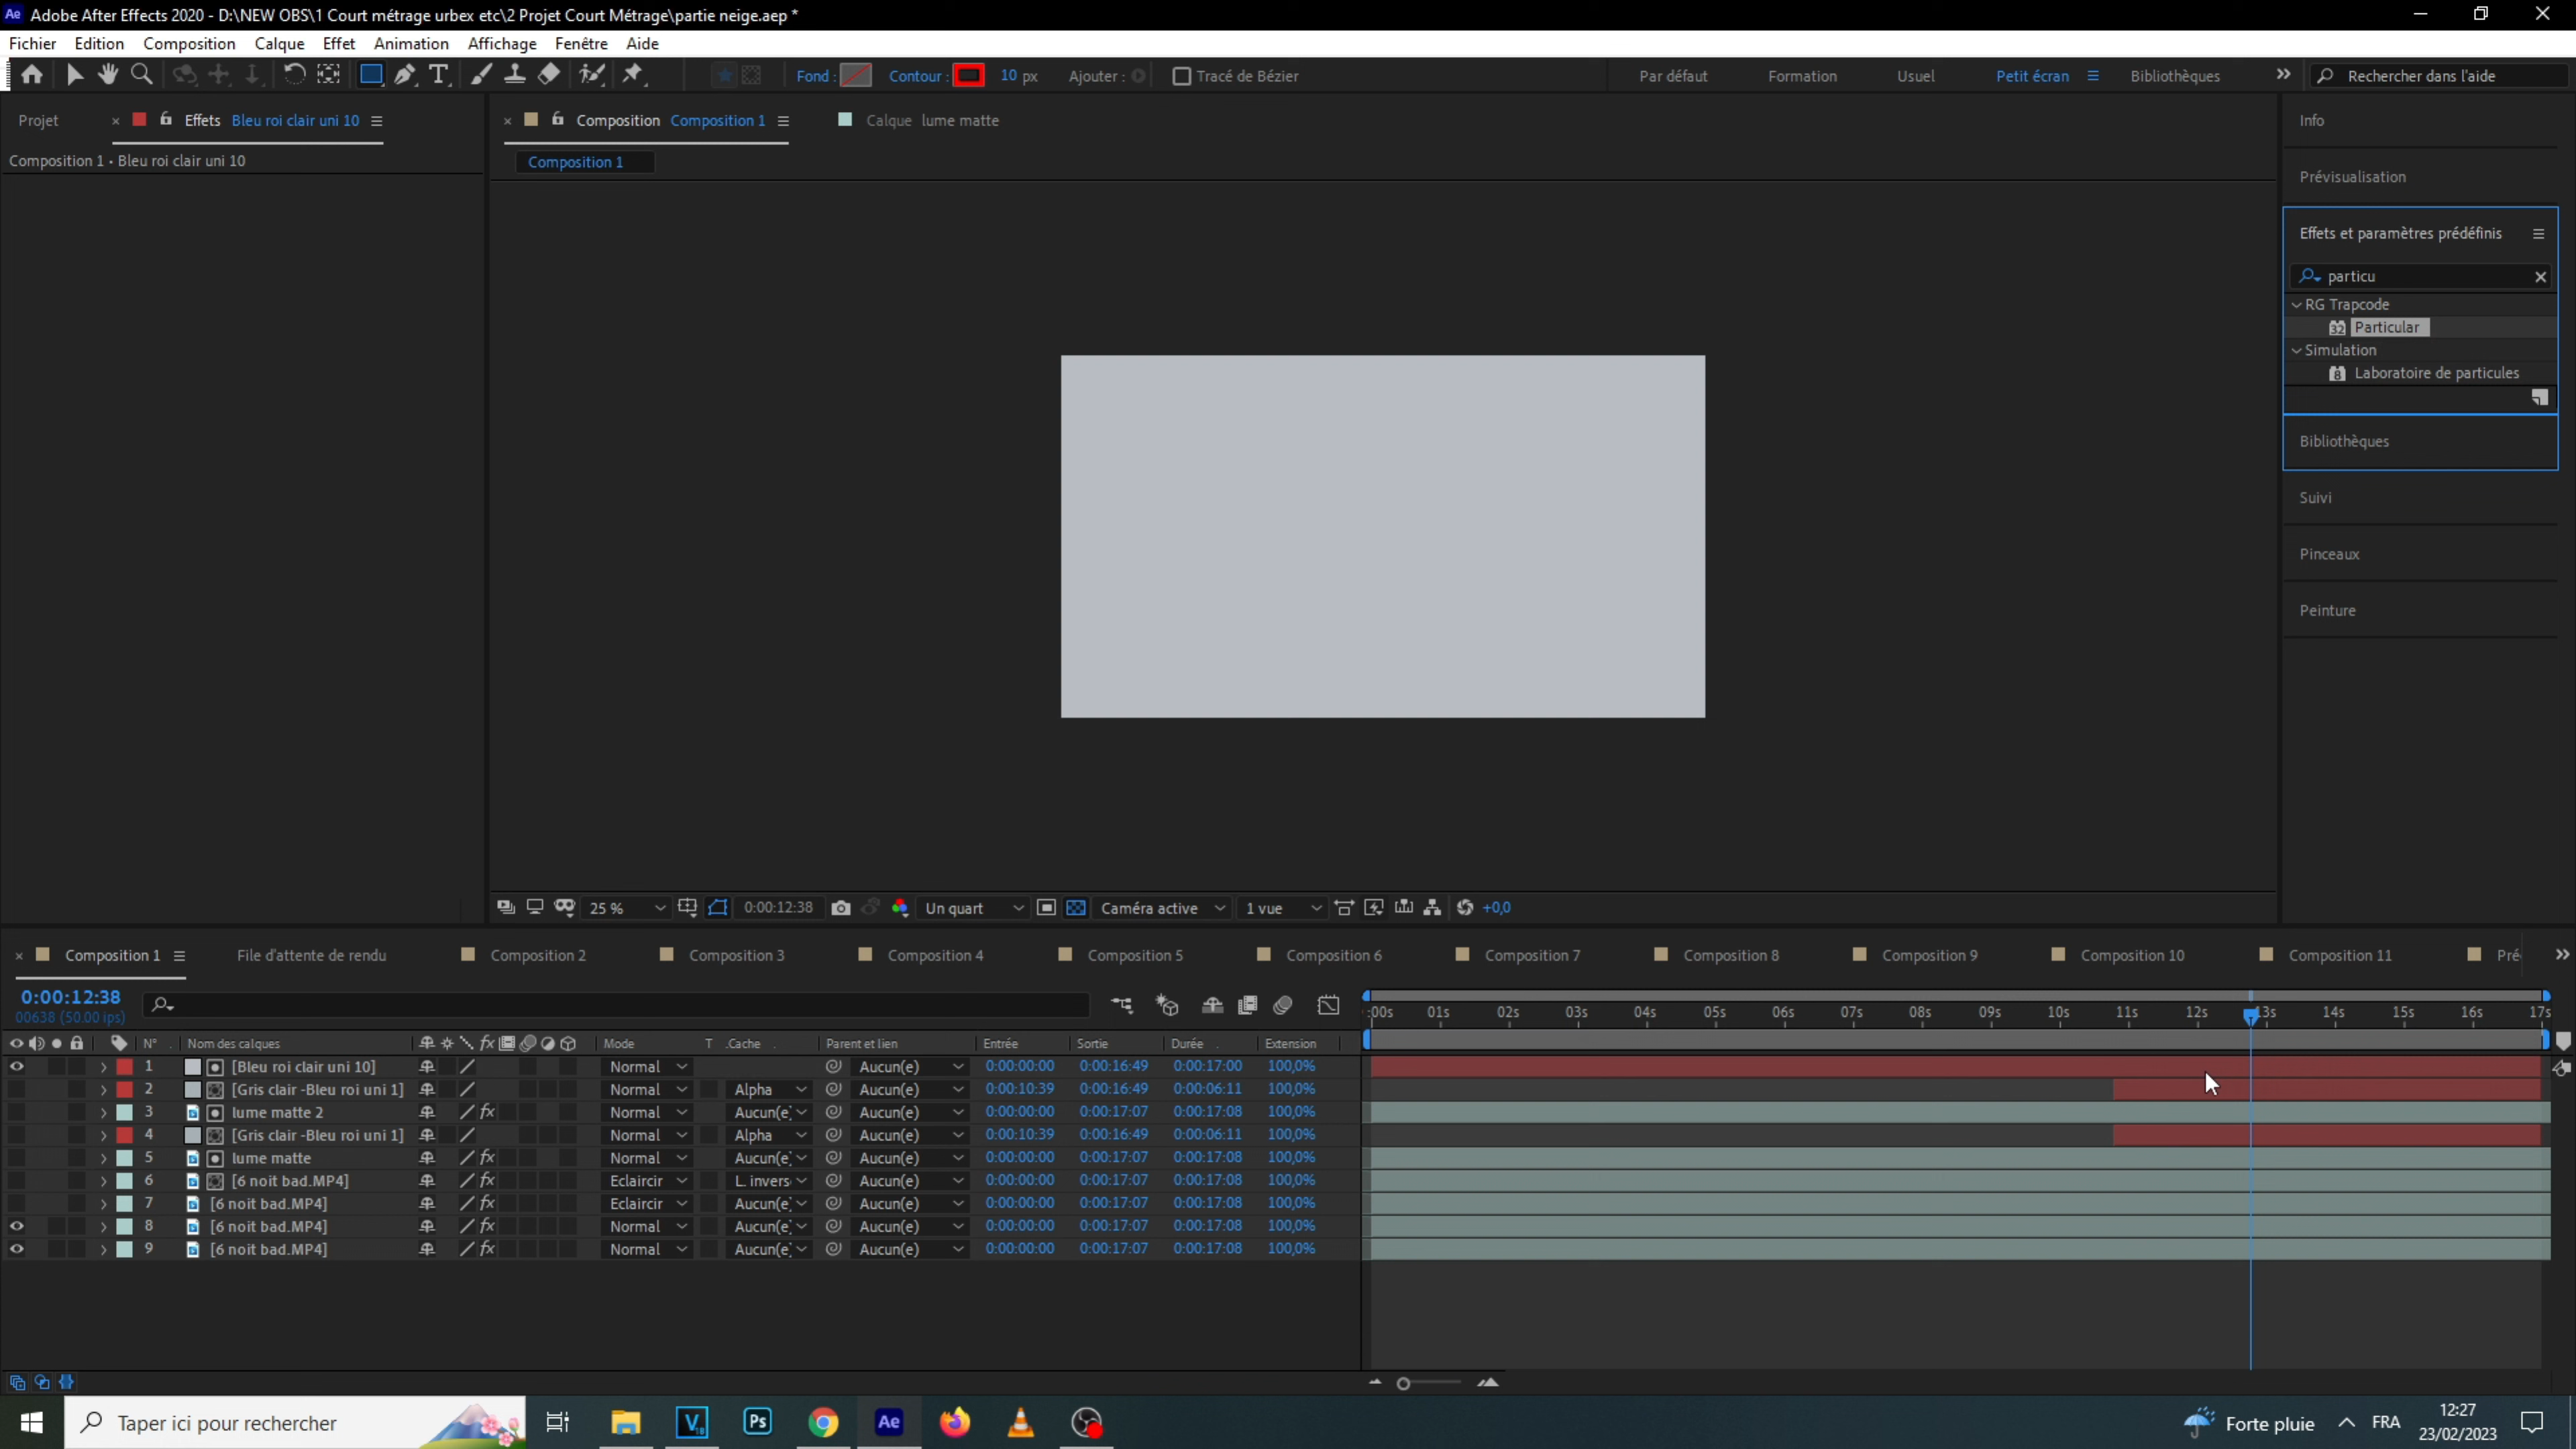 Ae Adobe After Effects 2020 - D:\NEW OBS\1 Court métrage urbex etc\2 Projet Court Métrage\partie neige.aep *
Fichier Edition Composition Calque Effet Animation Affichage Fenêtre Aide
Fond : Contour : 10 px Ajouter : Tracé de Bézier Par défaut Formation Usuel Petit écran Bibliothèques Rechercher dans l'aide
Projet Effets Bleu roi clair uni 10 Composition Composition 1 Calque lume matte
Composition 1 • Bleu roi clair uni 10
Composition 1
Info
Prévisualisation
Effets et paramètres prédéfinis
particu
RG Trapcode
32 Particular
Simulation
8 Laboratoire de particules
Bibliothèques
Suivi
Pinceaux
Peinture
25 % 0:00:12:38 Un quart Caméra active 1 vue +0,0
Composition 1 File d'attente de rendu Composition 2 Composition 3 Composition 4 Composition 5 Composition 6 Composition 7 Composition 8 Composition 9 Composition 10 Composition 11 Pré
0:00:12:38
00638 (50.00 ips)
:00s 01s 02s 03s 04s 05s 06s 07s 08s 09s 10s 11s 12s 13s 14s 15s 16s 17s
N° Nom des calques fx Mode T .Cache Parent et lien Entrée Sortie Durée Extension
1 [Bleu roi clair uni 10] Normal Aucun(e) 0:00:00:00 0:00:16:49 0:00:17:00 100,0%
2 [Gris clair -Bleu roi uni 1] Normal Alpha Aucun(e) 0:00:10:39 0:00:16:49 0:00:06:11 100,0%
3 lume matte 2 fx Normal Aucun(e) Aucun(e) 0:00:00:00 0:00:17:07 0:00:17:08 100,0%
4 [Gris clair -Bleu roi uni 1] Normal Alpha Aucun(e) 0:00:10:39 0:00:16:49 0:00:06:11 100,0%
5 lume matte fx Normal Aucun(e) Aucun(e) 0:00:00:00 0:00:17:07 0:00:17:08 100,0%
6 [6 noit bad.MP4] fx Eclaircir L. invers Aucun(e) 0:00:00:00 0:00:17:07 0:00:17:08 100,0%
7 [6 noit bad.MP4] fx Eclaircir Aucun(e) Aucun(e) 0:00:00:00 0:00:17:07 0:00:17:08 100,0%
8 [6 noit bad.MP4] fx Normal Aucun(e) Aucun(e) 0:00:00:00 0:00:17:07 0:00:17:08 100,0%
9 [6 noit bad.MP4] fx Normal Aucun(e) Aucun(e) 0:00:00:00 0:00:17:07 0:00:17:08 100,0%
Taper ici pour rechercher V 18 Ps Ae Forte pluie FRA 12:27
23/02/2023